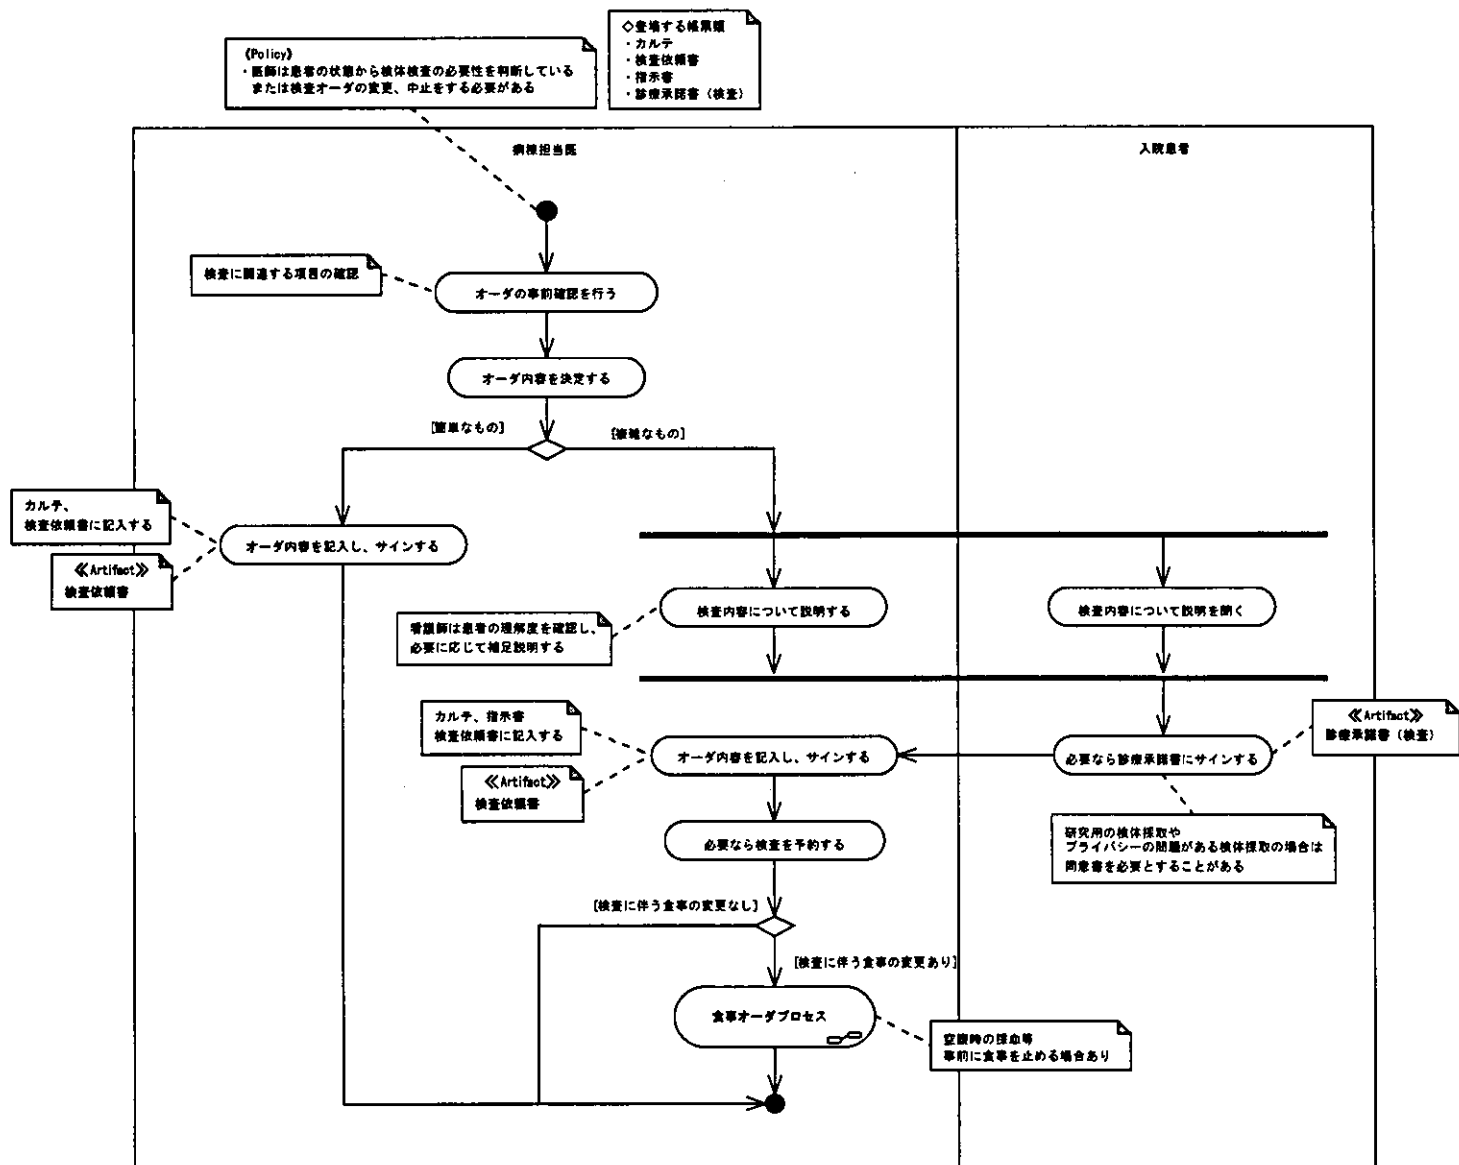 《Policy》
・医師は患者の状態から検体検査の必要性を判断している
または検査オーダの変更、中止をする必要がある
◇登場する帳票類
・カルテ
・検査依頼書
・指示書
・診療承諾書（検査）
病棟担当医
入院患者
検査に関連する項目の確認
オーダの事前確認を行う
オーダ内容を決定する
[簡単なもの]
[複雑なもの]
カルテ、
検査依頼書に記入する
オーダ内容を記入し、サインする
≪Artifact≫
検査依頼書
検査内容について説明する
検査内容について説明を聞く
看護師は患者の理解度を確認し、
必要に応じて補足説明する
カルテ、指示書
検査依頼書に記入する
≪Artifact≫
診療承諾書（検査）
オーダ内容を記入し、サインする
必要なら診療承諾書にサインする
≪Artifact≫
検査依頼書
必要なら検査を予約する
研究用の検体採取や
プライバシーの問題がある検体採取の場合は
同意書を必要とすることがある
[検査に伴う食事の変更なし]
[検査に伴う食事の変更あり]
食事オーダプロセス
空腹時の採血等
事前に食事を止める場合あり